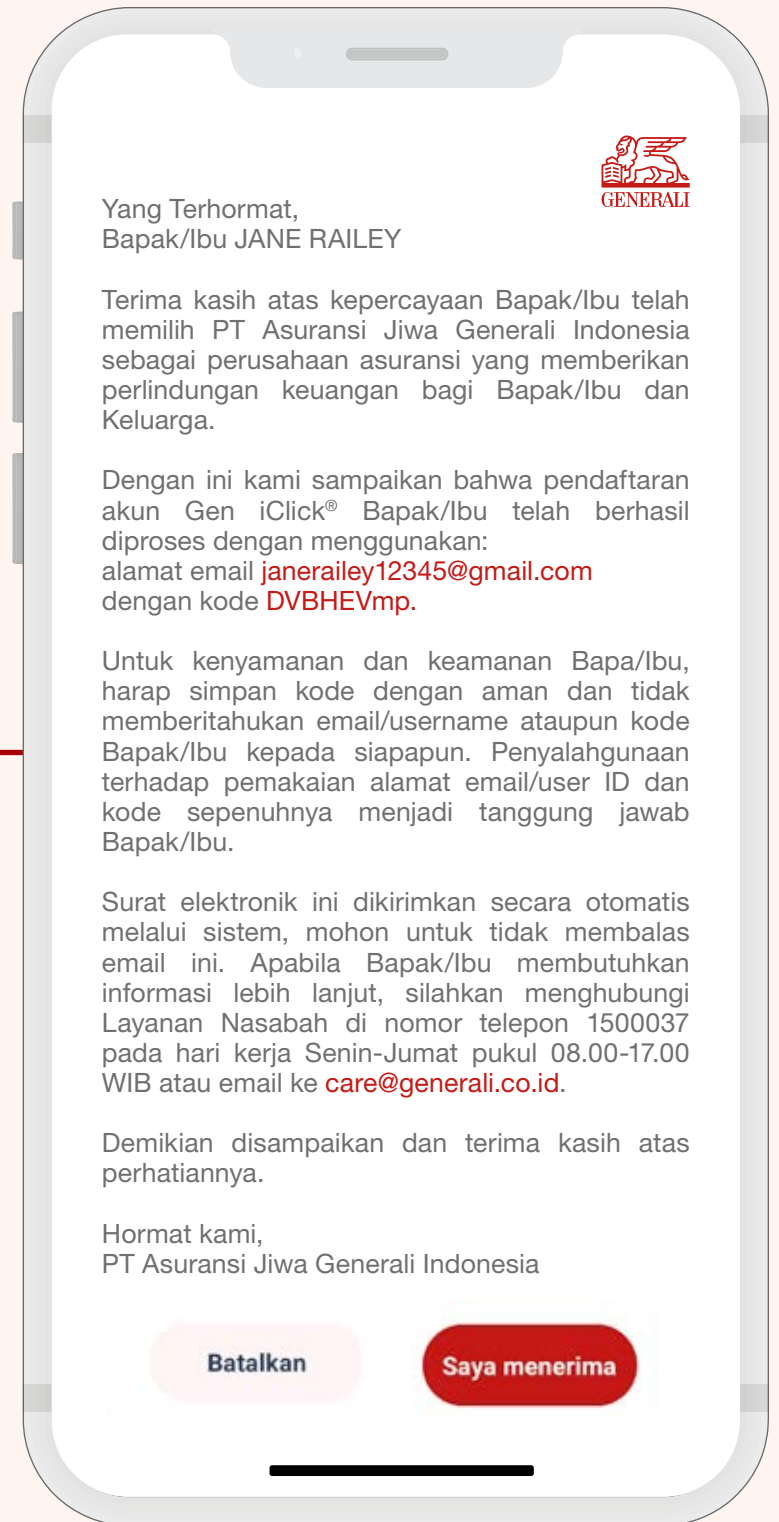 GENERALI
Yang Terhormat,
Bapak/Ibu JANE RAILEY
Terima kasih atas kepercayaan Bapak/Ibu telah
memilih PT Asuransi Jiwa Generali Indonesia
sebagai perusahaan asuransi yang memberikan
perlindungan keuangan bagi Bapak/Ibu dan
Keluarga.
Dengan ini kami sampaikan bahwa pendaftaran
akun Gen iClick® Bapak/Ibu telah berhasil
diproses dengan menggunakan:
alamat email janerailey12345@gmail.com
dengan kode DVBHEVmp.
Untuk kenyamanan dan keamanan Bapa/Ibu,
harap simpan kode dengan aman dan tidak
memberitahukan email/username ataupun kode
Bapak/Ibu kepada siapapun. Penyalahgunaan
terhadap pemakaian alamat email/user ID dan
kode sepenuhnya menjadi tanggung jawab
Bapak/Ibu.
Surat elektronik ini dikirimkan secara otomatis
melalui sistem, mohon untuk tidak membalas
email ini. Apabila Bapak/Ibu membutuhkan
informasi lebih lanjut, silahkan menghubungi
Layanan Nasabah di nomor telepon 1500037
pada hari kerja Senin-Jumat pukul 08.00-17.00
WIB atau email ke care@generali.co.id.
Demikian disampaikan dan terima kasih atas
perhatiannya.
Hormat kami,
PT Asuransi Jiwa Generali Indonesia
Batalkan
Saya menerima